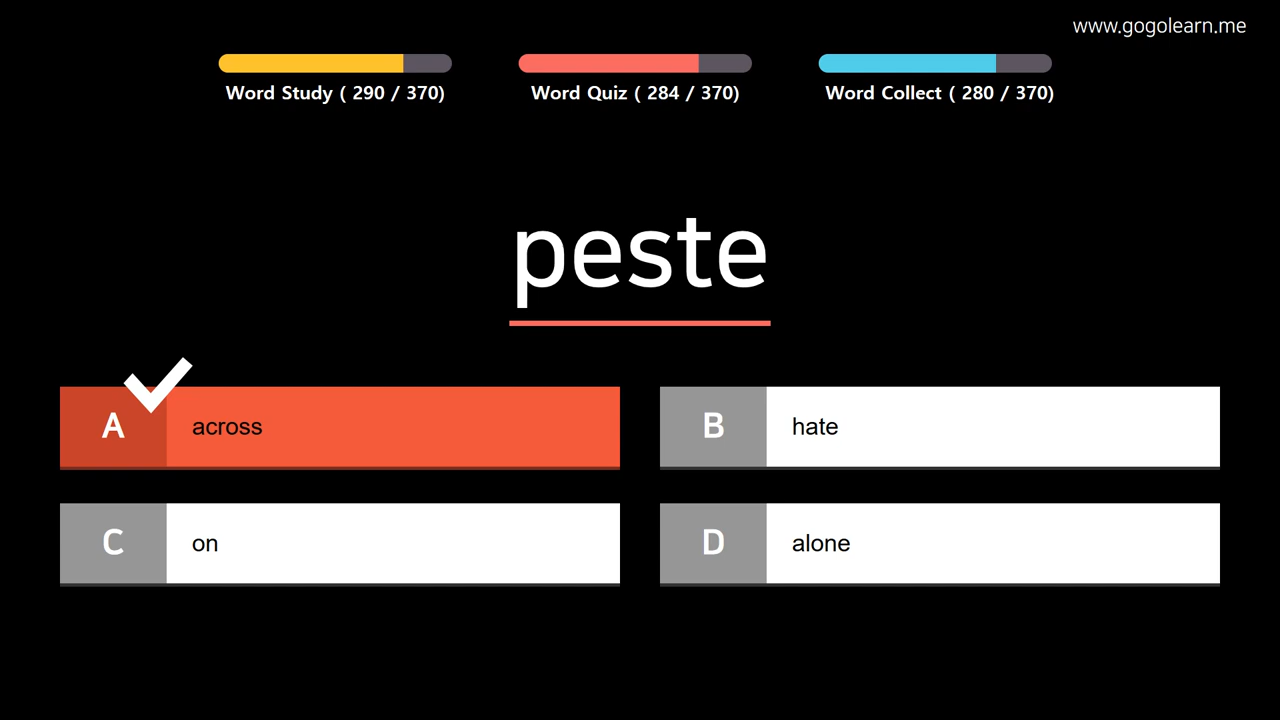 www.gogolearn.me
Word Study ( 290 / 370)
Word Quiz ( 284 / 370)
Word Collect ( 280 / 370)
peste
A across
B hate
C on
D alone